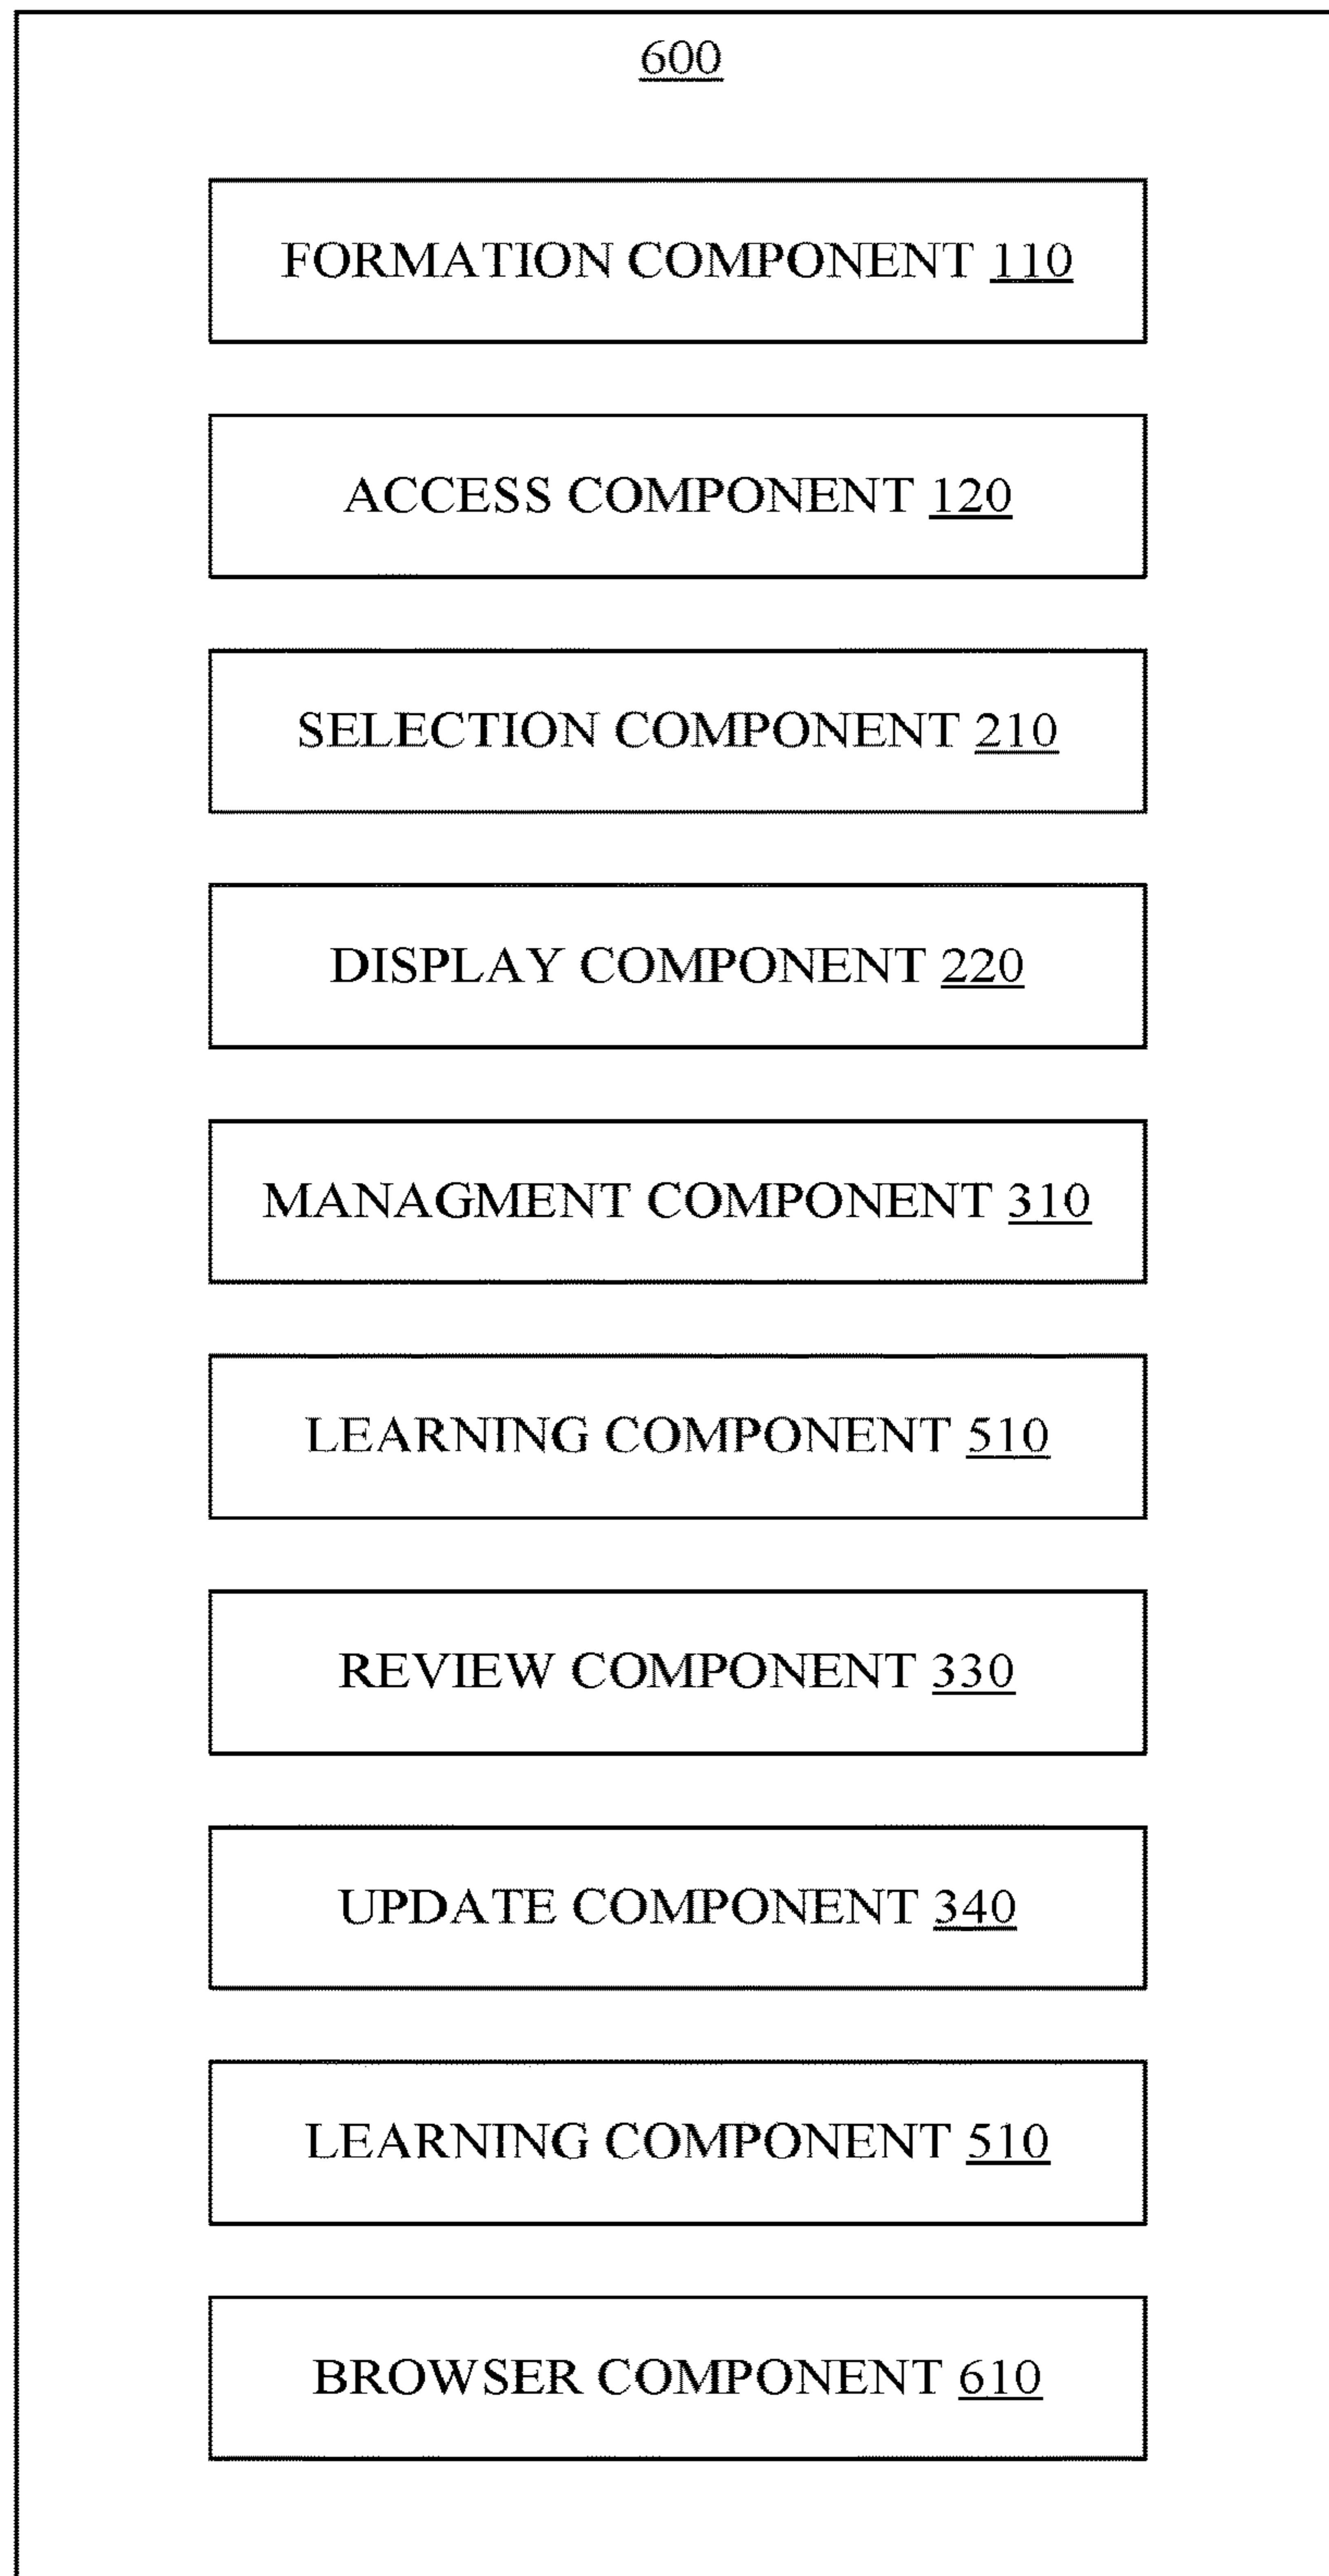 600
FORMATION COMPONENT 110
ACCESS COMPONENT 120
SELECTION COMPONENT 210
DISPLAY COMPONENT 220
MANAGMENT COMPONENT 310
LEARNING COMPONENT 510
REVIEW COMPONENT 330
UPDATE COMPONENT 340
LEARNING COMPONENT 510
BROWSER COMPONENT 610